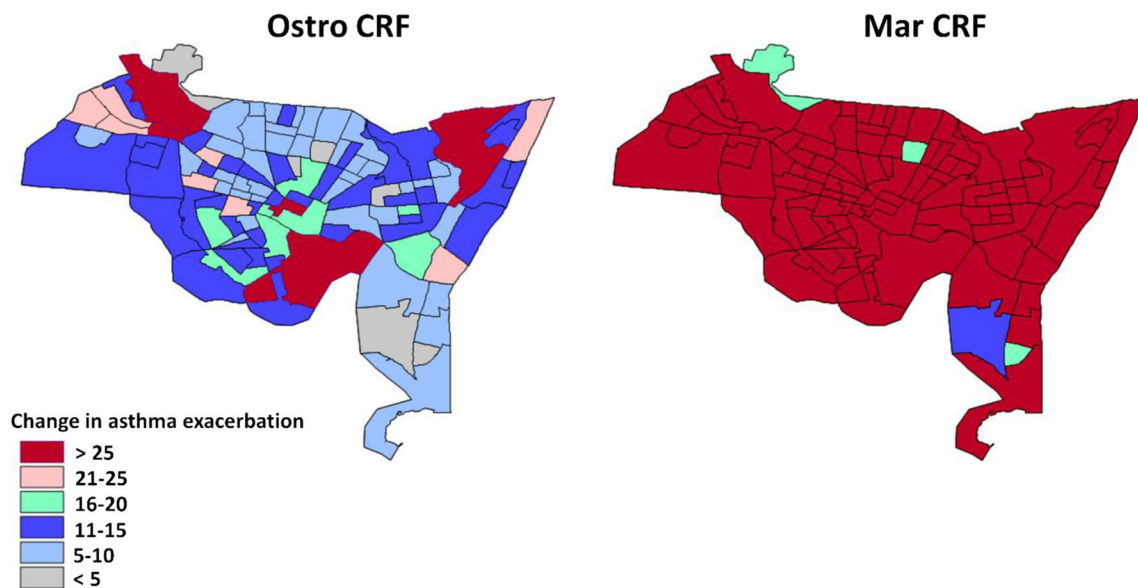 Ostro CRF
Mar CRF
Change in asthma exacerbation
> 25
21-25
16-20
11-15
5-10
< 5